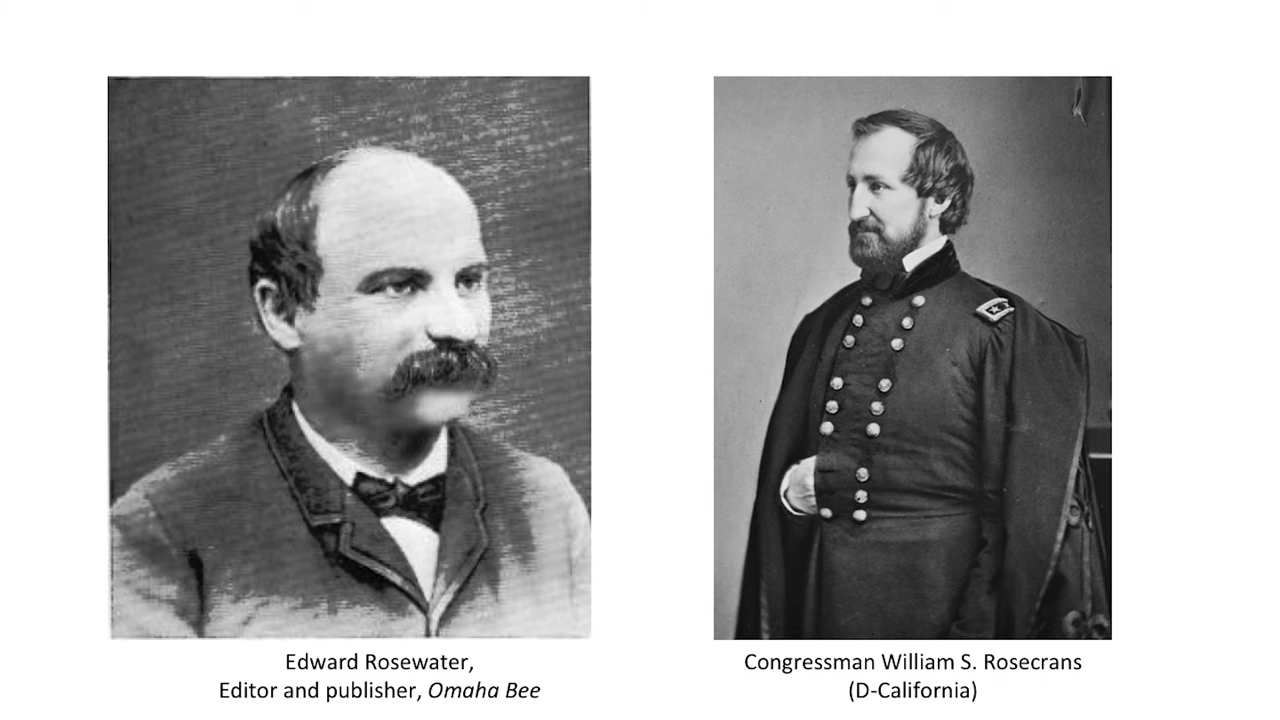 Edward Rosewater,
Editor and publisher, Omaha Bee
Congressman William S. Rosecrans
(D-California)